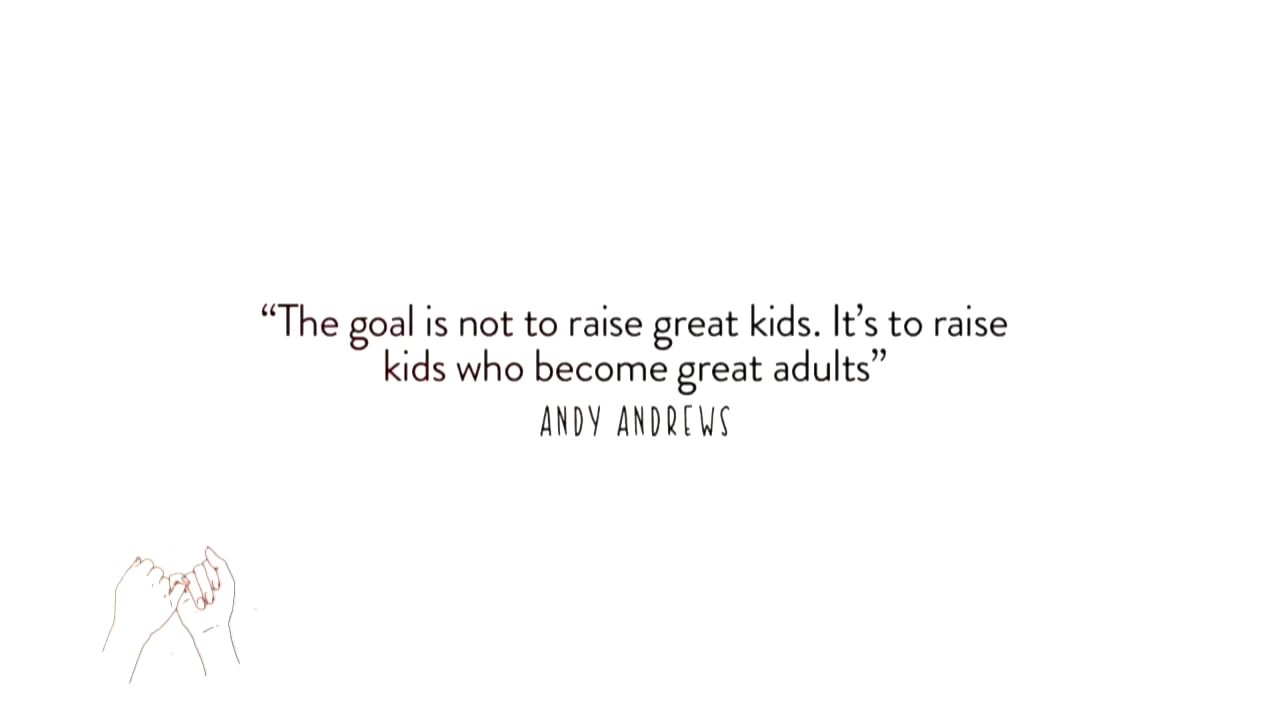 “The goal is not to raise great kids. It’s to raise
kids who become great adults”
ANDY ANDREWS